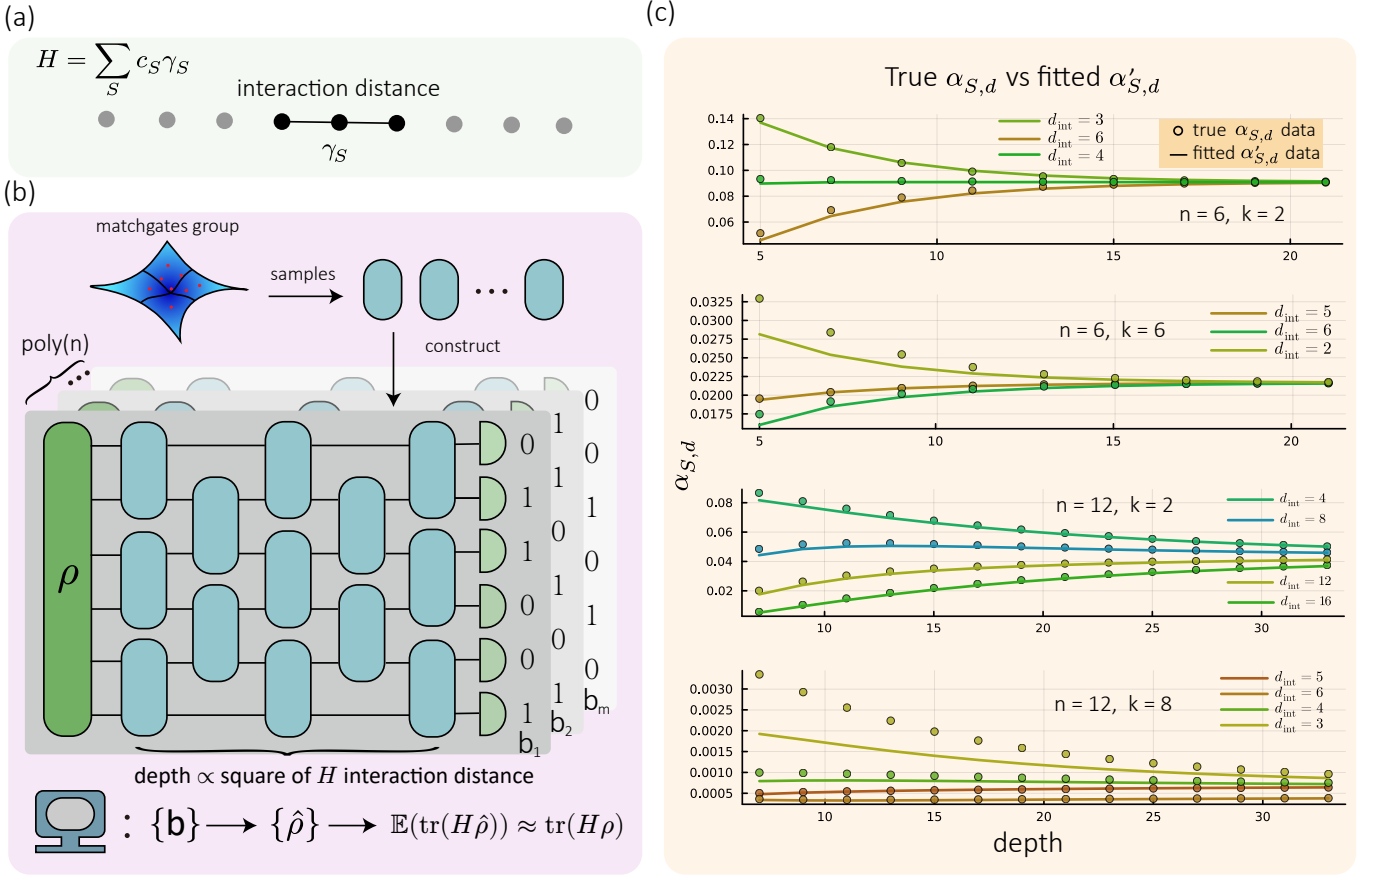 (a)
H = ∑_S c_S γ_S
interaction distance
γ_S
(b)
matchgates group
samples
construct
poly(n)
ρ
0
1
1
0
0
1
b₁
1
1
0
1
0
1
b₂
0
0
1
0
1
0
b_m
depth ∝ square of H interaction distance
: {b} → {ρ̂} → 𝔼(tr(Hρ̂)) ≈ tr(Hρ)
(c)
True α_{S,d} vs fitted α′_{S,d}
α_{S,d}
0.14
0.12
0.10
0.08
0.06
d_int = 3
d_int = 6
d_int = 4
true α_{S,d} data
fitted α′_{S,d} data
n = 6, k = 2
5
10
15
20
0.0325
0.0300
0.0275
0.0250
0.0225
0.0200
0.0175
n = 6, k = 6
d_int = 5
d_int = 6
d_int = 2
5
10
15
20
0.08
0.06
0.04
0.02
n = 12, k = 2
d_int = 4
d_int = 8
d_int = 12
d_int = 16
10
15
20
25
30
0.0030
0.0025
0.0020
0.0015
0.0010
0.0005
n = 12, k = 8
d_int = 5
d_int = 6
d_int = 4
d_int = 3
10
15
20
25
30
depth